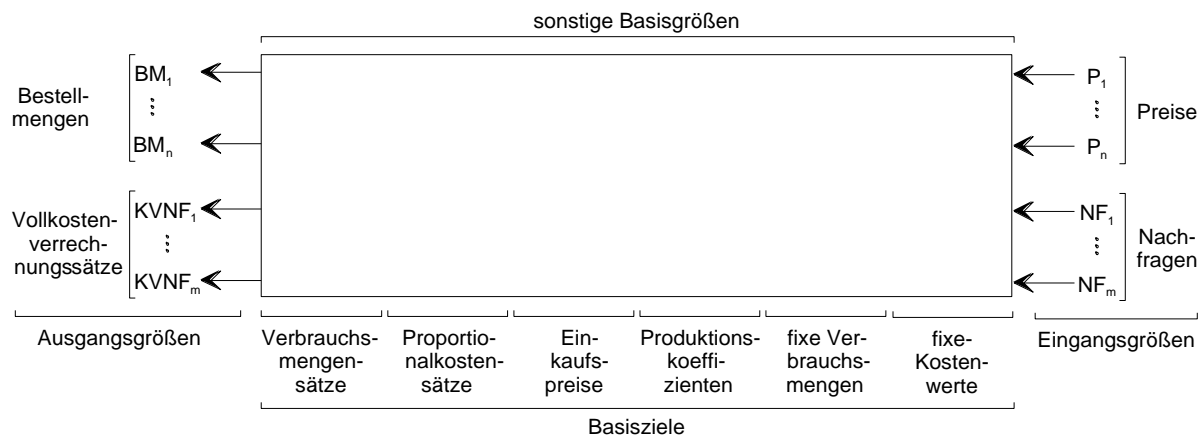 sonstige Basisgrößen
Bestell-
mengen
BM1
BMn
Vollkosten-
verrech-
nungssätze
KVNF1
KVNFm
P1
Pn
Preise
NF1
NFm
Nach-
fragen
Ausgangsgrößen
Verbrauchs-
mengen-
sätze
Proportio-
nalkosten-
sätze
Ein-
kaufs-
preise
Produktions-
koeffi-
zienten
fixe Ver-
brauchs-
mengen
fixe-
Kosten-
werte
Eingangsgrößen
Basisziele